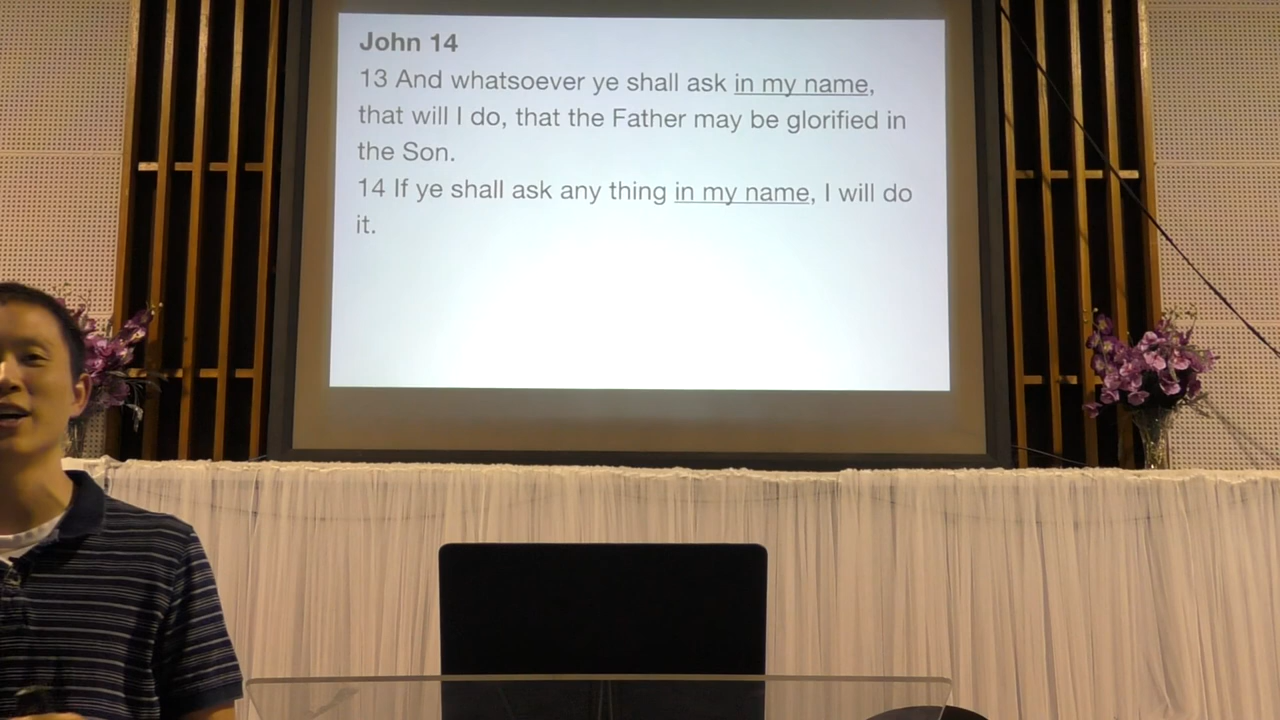 John 14
13 And whatsoever ye shall ask in my name,
that will I do, that the Father may be glorified in
the Son.
14 If ye shall ask any thing in my name, I will do
it.